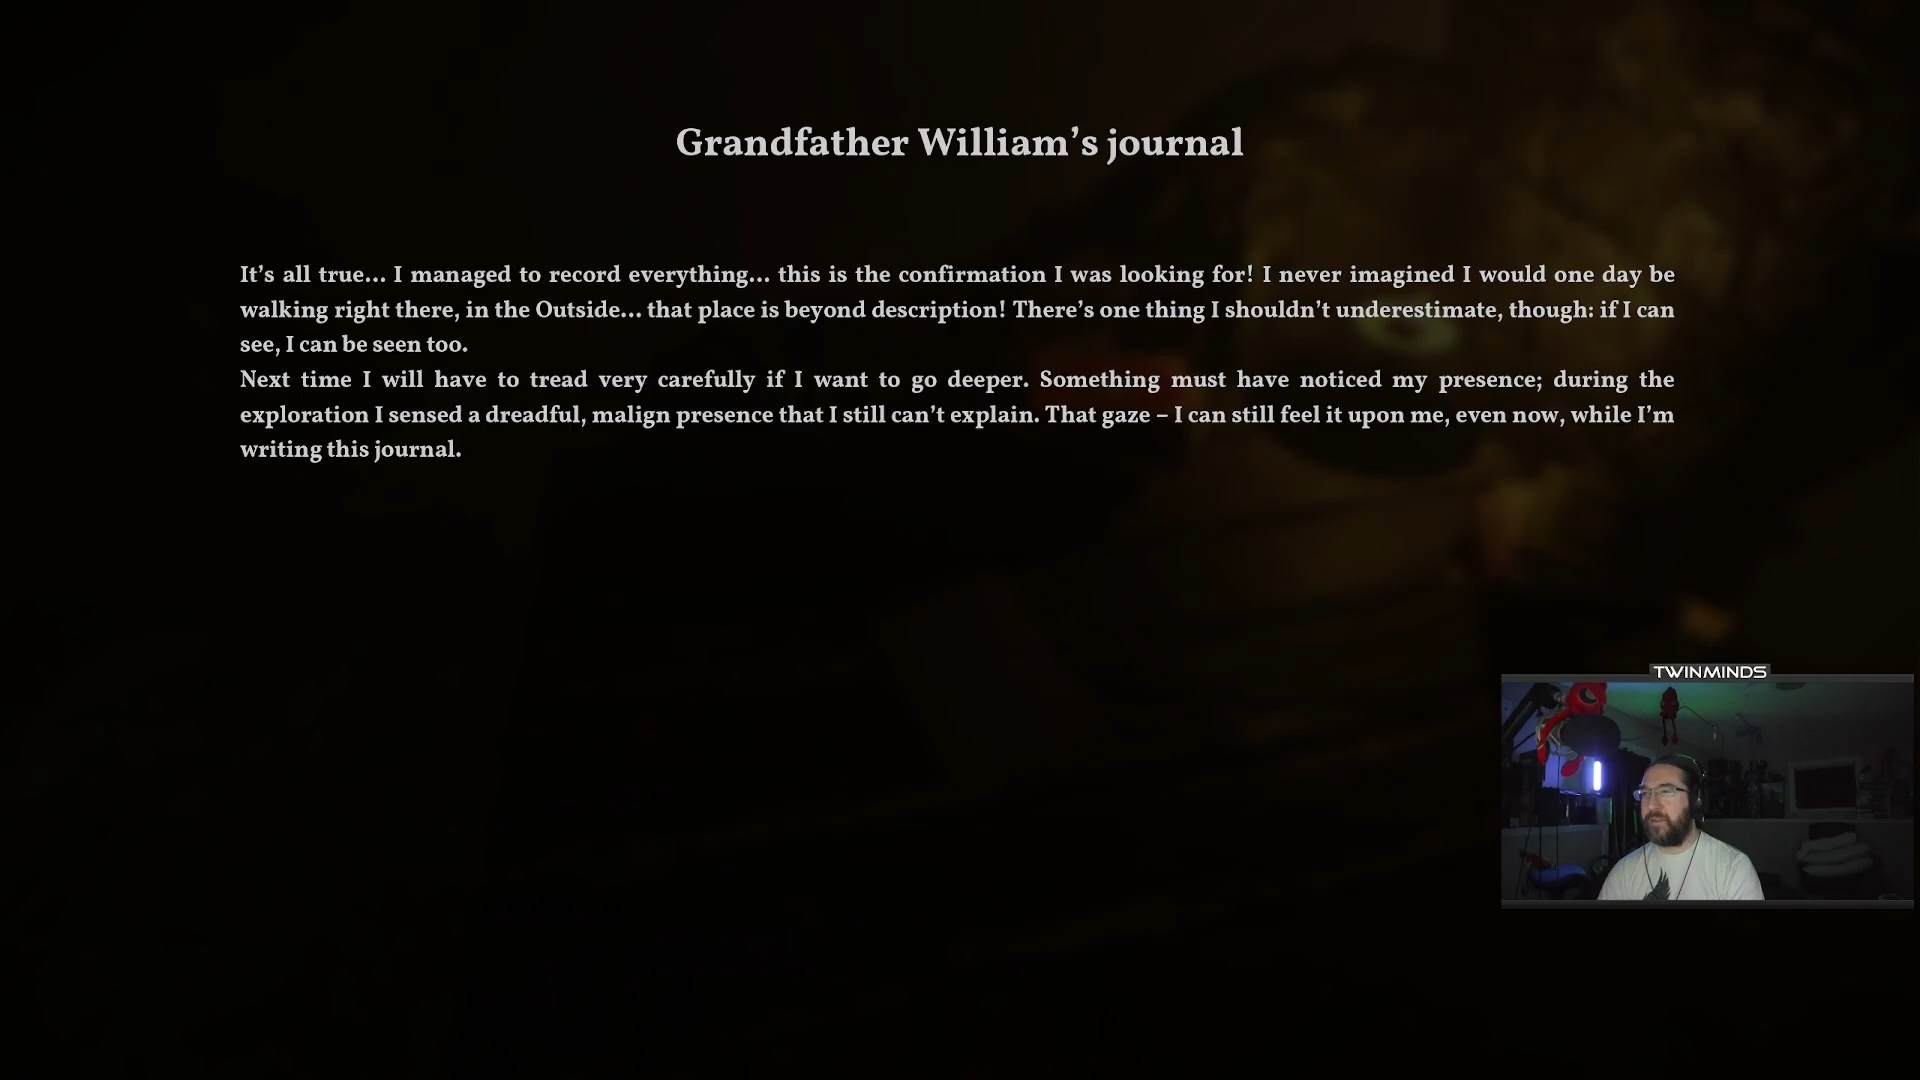 Grandfather William’s journal
It’s all true... I managed to record everything... this is the confirmation I was looking for! I never imagined I would one day be
walking right there, in the Outside... that place is beyond description! There’s one thing I shouldn’t underestimate, though: if I can
see, I can be seen too.
Next time I will have to tread very carefully if I want to go deeper. Something must have noticed my presence; during the
exploration I sensed a dreadful, malign presence that I still can’t explain. That gaze – I can still feel it upon me, even now, while I’m
writing this journal.
TWINMINDS